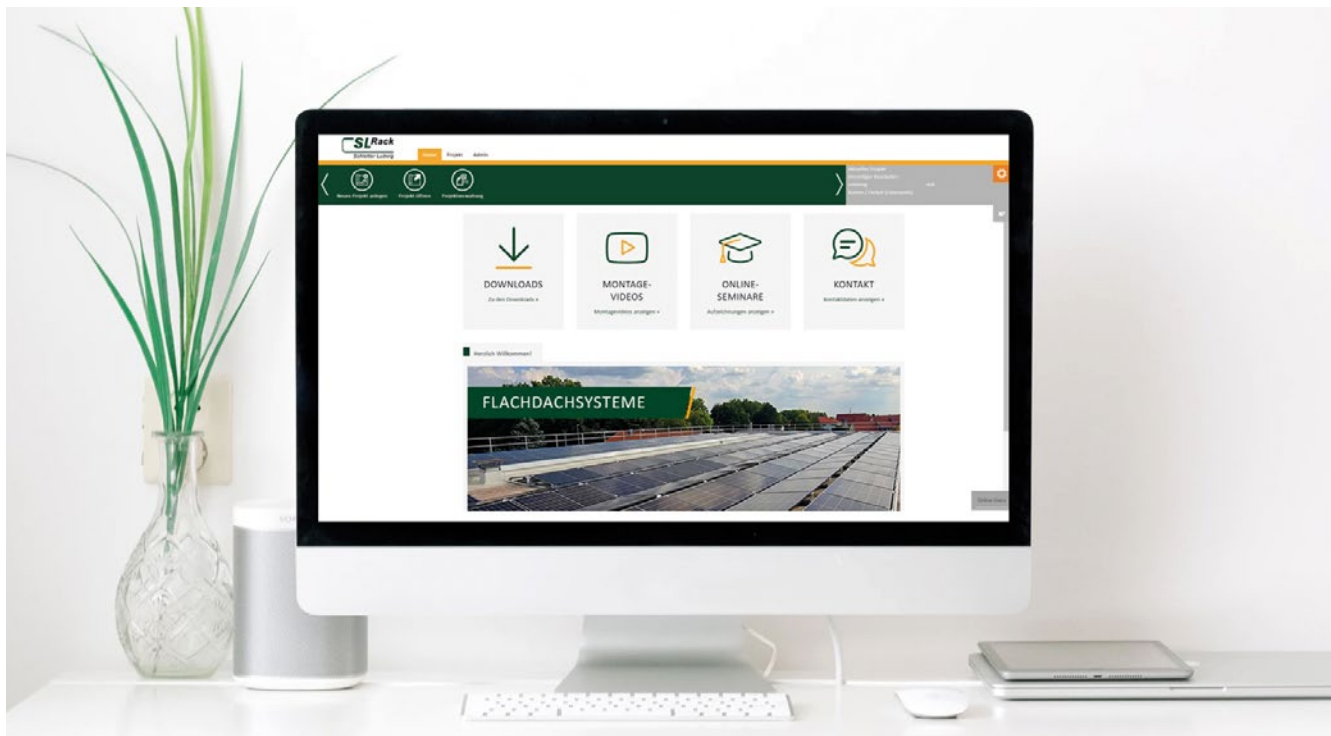 SLRack
Schletter Ludwig
Home Projekt Admin
Neues Projekt anlegen Projekt öffnen Projektverwaltung
DOWNLOADS
Zu den Downloads »
MONTAGE-
VIDEOS
Montagevideos anzeigen »
ONLINE-
SEMINARE
Aufzeichnungen anzeigen »
KONTAKT
Kontaktdaten anzeigen »
Herzlich Willkommen!
FLACHDACHSYSTEME